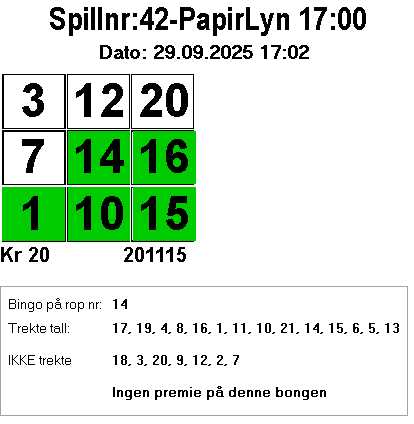 Spillnr:42-PapirLyn 17:00
Dato: 29.09.2025 17:02
3 12 20
7 14 16
1 10 15
Kr 20 201115
Bingo på rop nr: 14
Trekte tall: 17, 19, 4, 8, 16, 1, 11, 10, 21, 14, 15, 6, 5, 13
IKKE trekte 18, 3, 20, 9, 12, 2, 7
Ingen premie på denne bongen